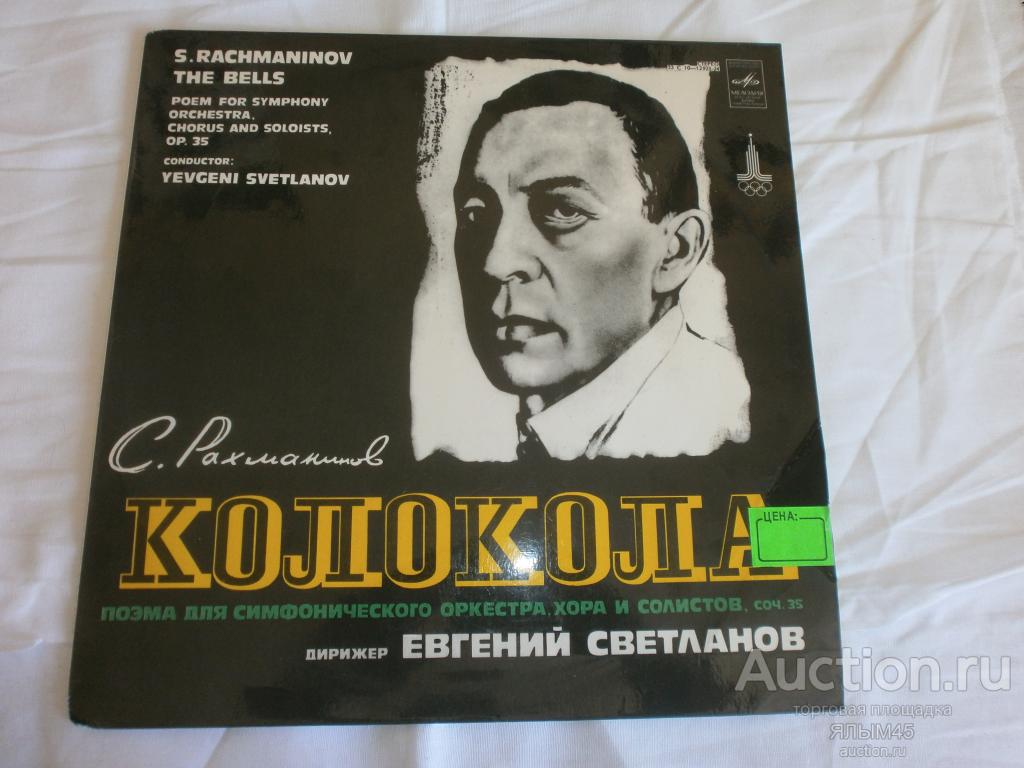 S.RACHMANINOV
THE BELLS
POEM FOR SYMPHONY
ORCHESTRA,
CHORUS AND SOLOISTS,
OP. 35
CONDUCTOR:
YEVGENI SVETLANOV
МЕЛОДИЯ
С. Рахманинов
КОЛОКОЛА
ЦЕНА:
ПОЭМА ДЛЯ СИМФОНИЧЕСКОГО ОРКЕСТРА, ХОРА И СОЛИСТОВ, СОЧ. 35
ДИРИЖЕР ЕВГЕНИЙ СВЕТЛАНОВ
Auction.ru
торговая площадка
ЯЛЫМ45
auction.ru